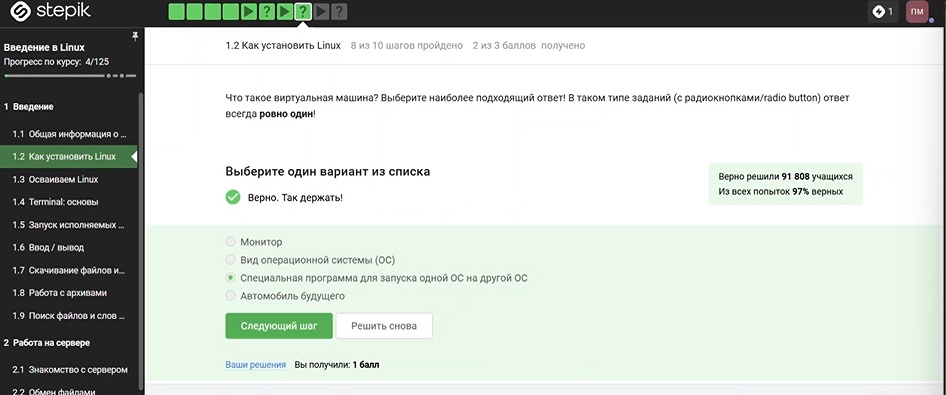 stepik
1
ПМ
Введение в Linux
Прогресс по курсу: 4/125
1 Введение
1.1 Общая информация о ...
1.2 Как установить Linux
1.3 Осваиваем Linux
1.4 Terminal: основы
1.5 Запуск исполняемых ...
1.6 Ввод / вывод
1.7 Скачивание файлов и...
1.8 Работа с архивами
1.9 Поиск файлов и слов ...
2 Работа на сервере
2.1 Знакомство с сервером
2.2 Обмен файлами
1.2 Как установить Linux 8 из 10 шагов пройдено 2 из 3 баллов получено
Что такое виртуальная машина? Выберите наиболее подходящий ответ! В таком типе заданий (с радиокнопками/radio button) ответ
всегда ровно один!
Выберите один вариант из списка
Верно. Так держать!
Верно решили 91 808 учащихся
Из всех попыток 97% верных
Монитор
Вид операционной системы (ОС)
Специальная программа для запуска одной ОС на другой ОС
Автомобиль будущего
Следующий шаг
Решить снова
Ваши решения Вы получили: 1 балл